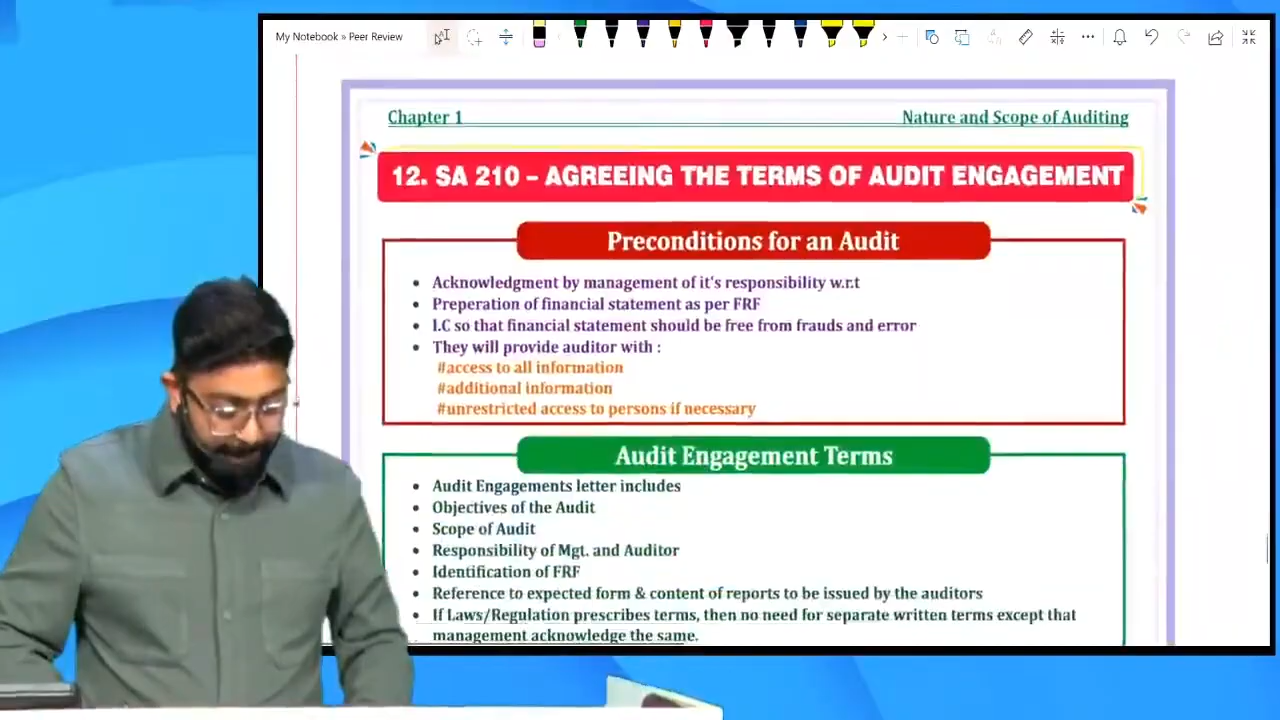 My Notebook » Peer Review
Chapter 1
Nature and Scope of Auditing
12. SA 210 – AGREEING THE TERMS OF AUDIT ENGAGEMENT
Preconditions for an Audit
• Acknowledgment by management of it's responsibility w.r.t
• Preperation of financial statement as per FRF
• I.C so that financial statement should be free from frauds and error
• They will provide auditor with :
#access to all information
#additional information
#unrestricted access to persons if necessary
Audit Engagement Terms
• Audit Engagements letter includes
• Objectives of the Audit
• Scope of Audit
• Responsibility of Mgt. and Auditor
• Identification of FRF
• Reference to expected form & content of reports to be issued by the auditors
• If Laws/Regulation prescribes terms, then no need for separate written terms except that
management acknowledge the same.